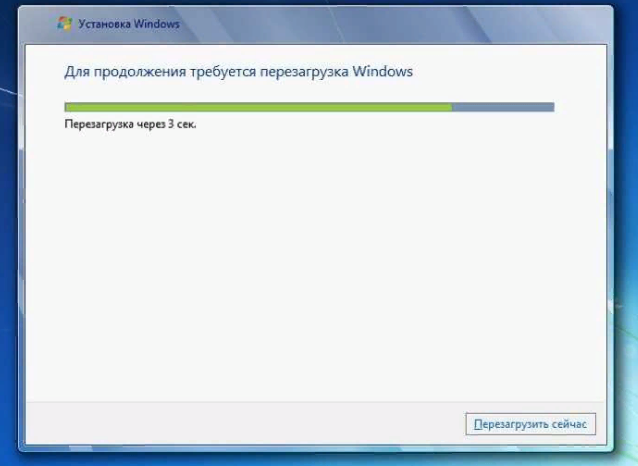 Установка Windows
Для продолжения требуется перезагрузка Windows
Перезагрузка через 3 сек.
Перезагрузить сейчас